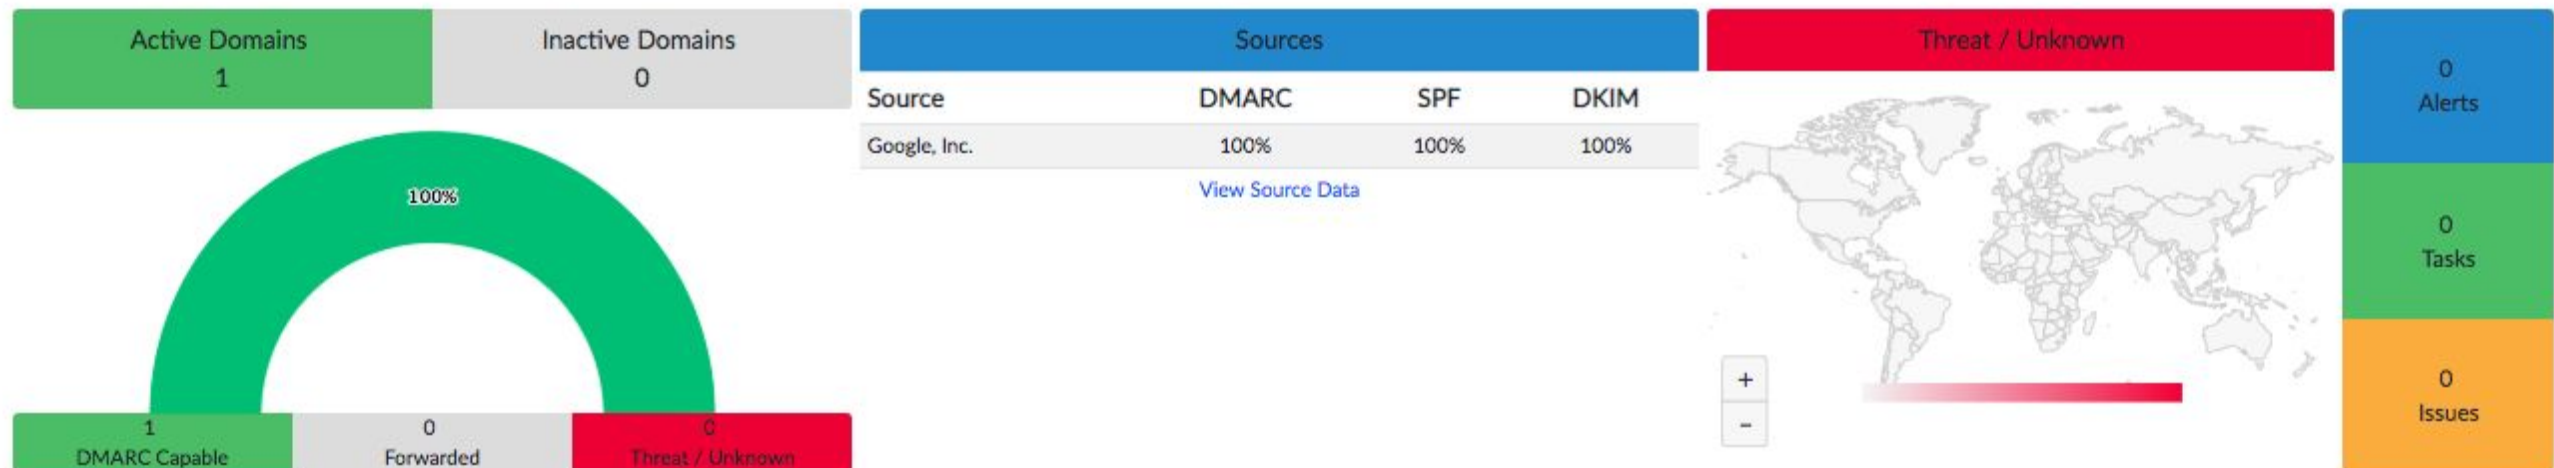 Active Domains
1
Inactive Domains
0
100%
1
DMARC Capable
0
Forwarded
0
Threat / Unknown
Sources
Source DMARC SPF DKIM
Google, Inc. 100% 100% 100%
View Source Data
Threat / Unknown
+
-
0
Alerts
0
Tasks
0
Issues